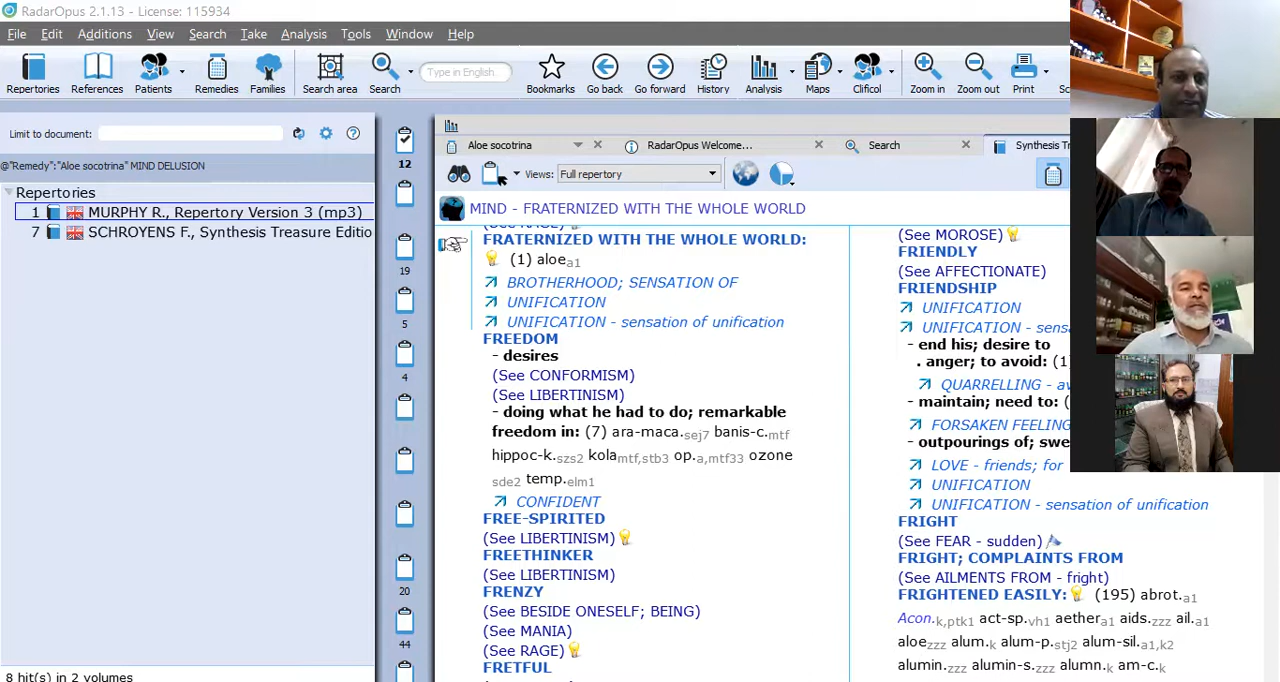 RadarOpus 2.1.13 - License: 115934
File Edit Additions View Search Take Analysis Tools Window Help
Type in English
Repertories References Patients Remedies Families Search area Search Bookmarks Go back Go forward History Analysis Maps Clificol Zoom in Zoom out Print
Limit to document:
@"Remedy":"Aloe socotrina" MIND DELUSION
Repertories
1 MURPHY R., Repertory Version 3 (mp3)
7 SCHROYENS F., Synthesis Treasure Editio
8 hit(s) in 2 volumes
12
19
5
4
20
44
Aloe socotrina RadarOpus Welcome... Search Synthesis Tr
Views: Full repertory
MIND - FRATERNIZED WITH THE WHOLE WORLD
(See RAGE)
FRATERNIZED WITH THE WHOLE WORLD:
(1) aloea1
BROTHERHOOD; SENSATION OF
UNIFICATION
UNIFICATION - sensation of unification
FREEDOM
- desires
(See CONFORMISM)
(See LIBERTINISM)
- doing what he had to do; remarkable
freedom in: (7) ara-maca.sej7 banis-c.mtf
hippoc-k.szs2 kolamtf,stb3 op.a,mtf33 ozone
sde2 temp.elm1
CONFIDENT
FREE-SPIRITED
(See LIBERTINISM)
FREETHINKER
(See LIBERTINISM)
FRENZY
(See BESIDE ONESELF; BEING)
(See MANIA)
(See RAGE)
FRETFUL
(See MOROSE)
FRIENDLY
(See AFFECTIONATE)
FRIENDSHIP
UNIFICATION
UNIFICATION - sensa
- end his; desire to
. anger; to avoid: (1)
QUARRELLING - av
- maintain; need to: (
FORSAKEN FEELING
- outpourings of; swe
LOVE - friends; for
UNIFICATION
UNIFICATION - sensation of unification
FRIGHT
(See FEAR - sudden)
FRIGHT; COMPLAINTS FROM
(See AILMENTS FROM - fright)
FRIGHTENED EASILY: (195) abrot.a1
Acon.k,ptk1 act-sp.vh1 aethera1 aids.zzz ail.a1
aloezzz alum.k alum-p.stj2 alum-sil.a1,k2
alumin.zzz alumin-s.zzz alumn.k am-c.k